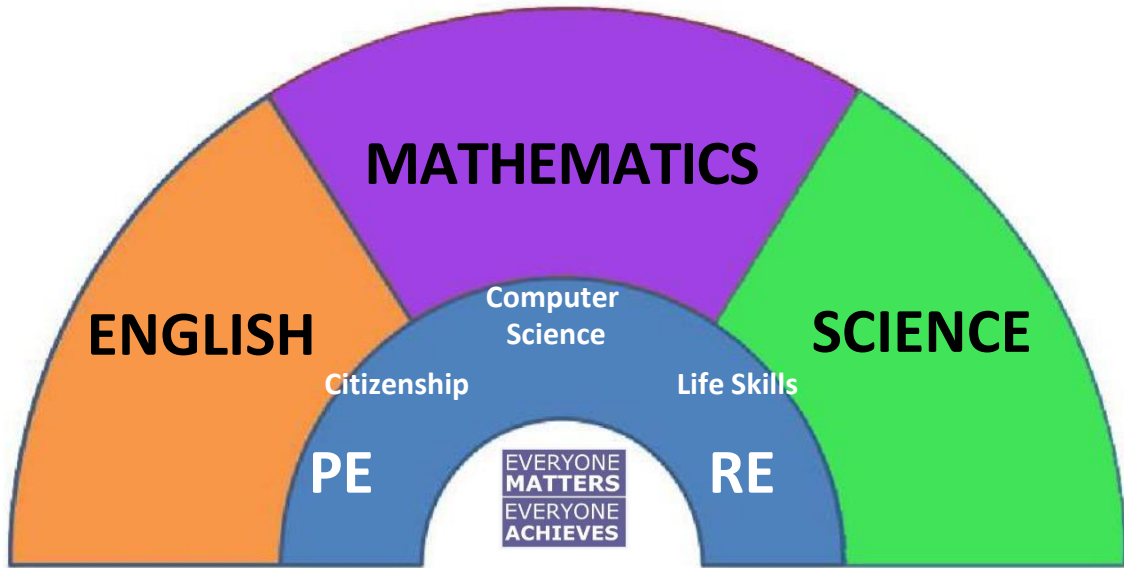 MATHEMATICS
ENGLISH
SCIENCE
Computer
Science
Citizenship
Life Skills
PE
RE
EVERYONE
MATTERS
EVERYONE
ACHIEVES